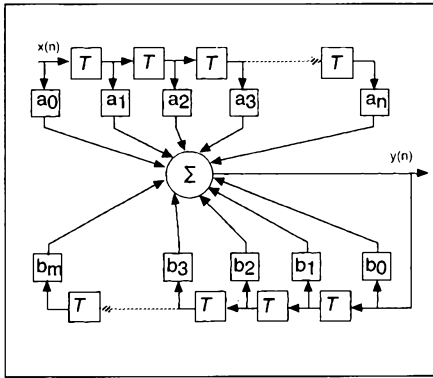 x(n)
T T T T
a0 a1 a2 a3 an
Σ
y(n)
bm b3 b2 b1 b0
T T T T